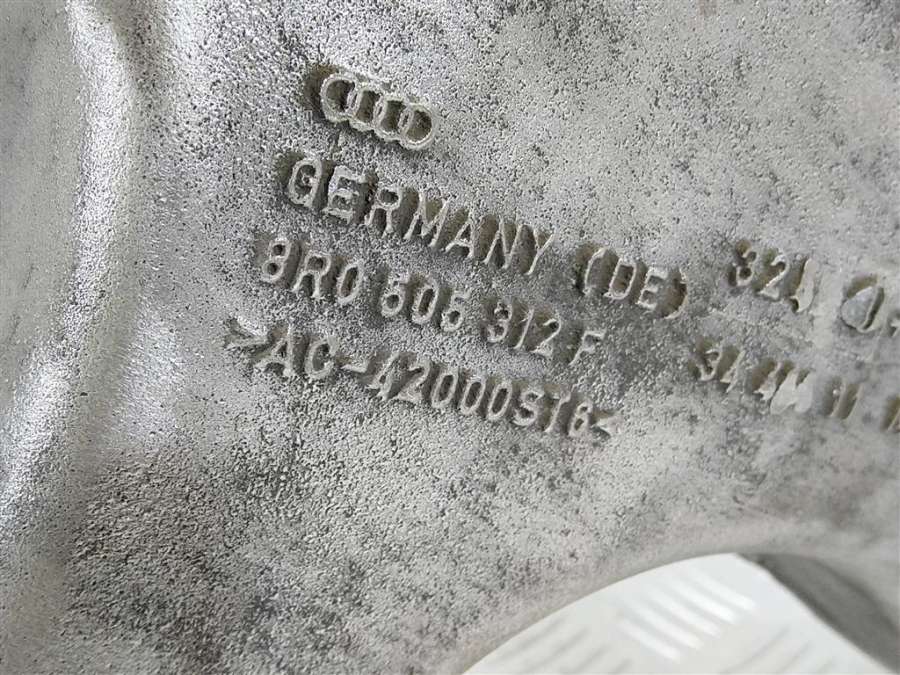 GERMANY (DE)
8R0 505 312 F
>AC-42000ST6<